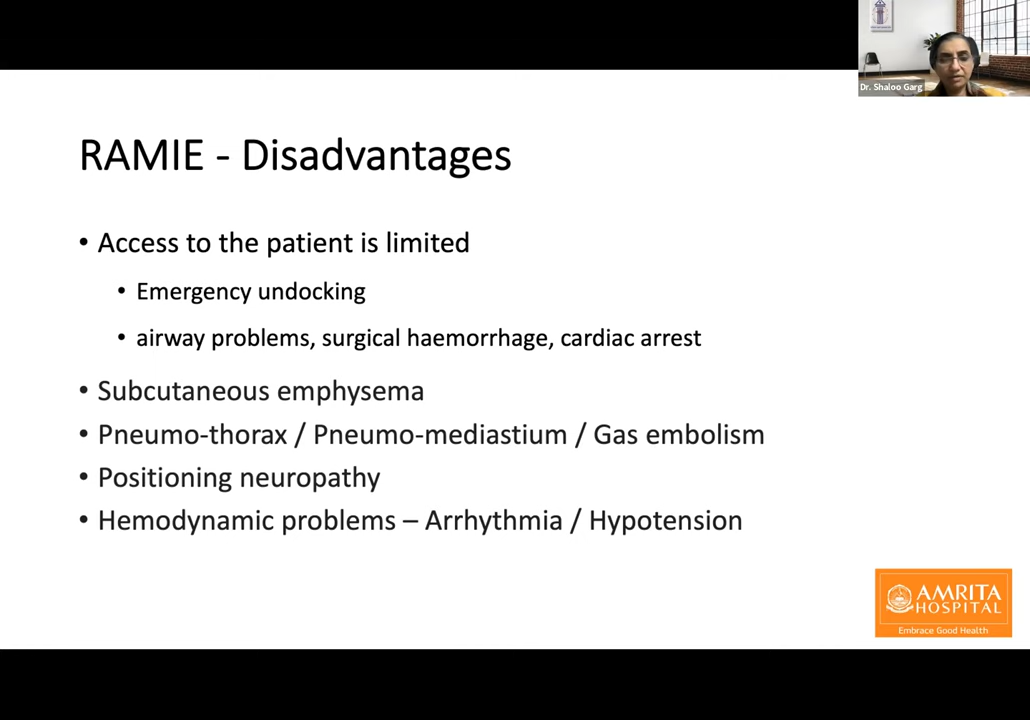 Dr. Shaloo Garg
RAMIE - Disadvantages
• Access to the patient is limited
• Emergency undocking
• airway problems, surgical haemorrhage, cardiac arrest
• Subcutaneous emphysema
• Pneumo-thorax / Pneumo-mediastium / Gas embolism
• Positioning neuropathy
• Hemodynamic problems – Arrhythmia / Hypotension
AMRITA
HOSPITAL
Embrace Good Health